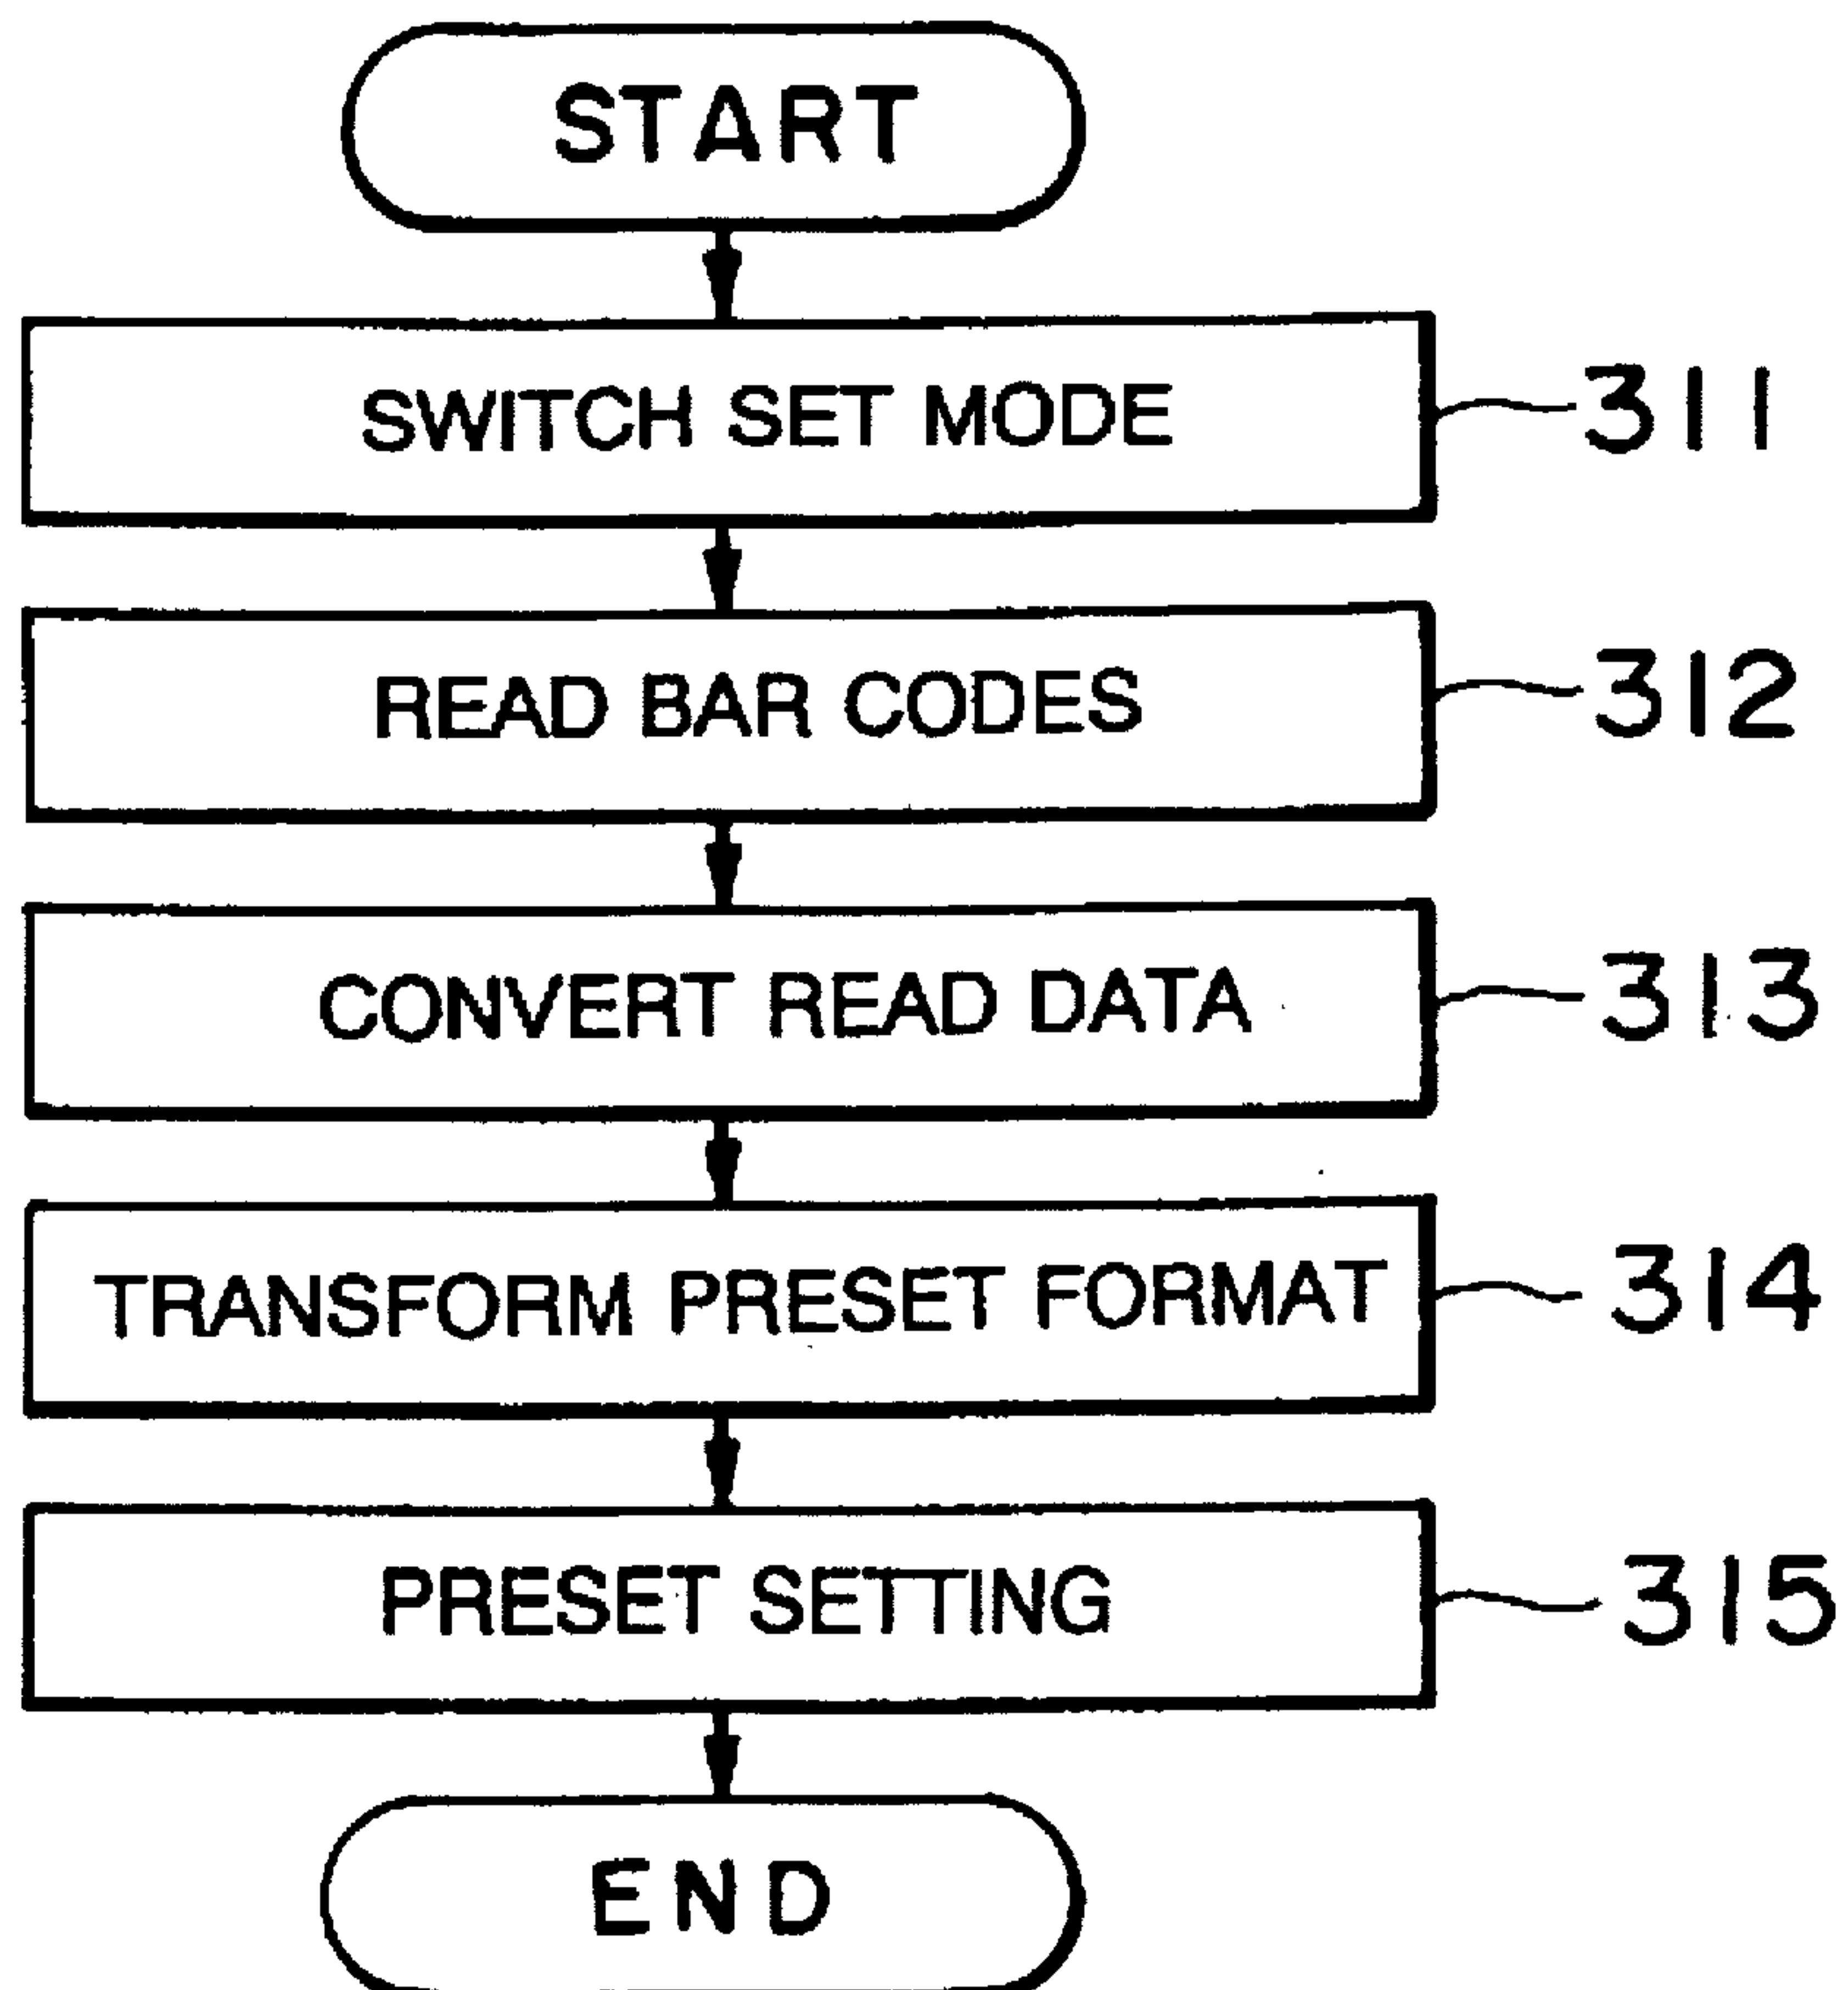 START
SWITCH SET MODE 311
READ BAR CODES 312
CONVERT READ DATA 313
TRANSFORM PRESET FORMAT 314
PRESET SETTING 315
END